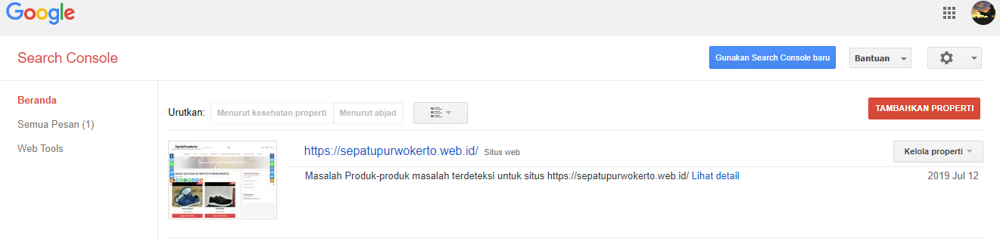 Google
Search Console
Gunakan Search Console baru
Bantuan
Beranda
Semua Pesan (1)
Web Tools
Urutkan: Menurut kesehatan properti Menurut abjad
TAMBAHKAN PROPERTI
SepatuPurwokerto
https://sepatupurwokerto.web.id/ Situs web
Kelola properti
Masalah Produk-produk masalah terdeteksi untuk situs https://sepatupurwokerto.web.id/ Lihat detail
2019 Jul 12